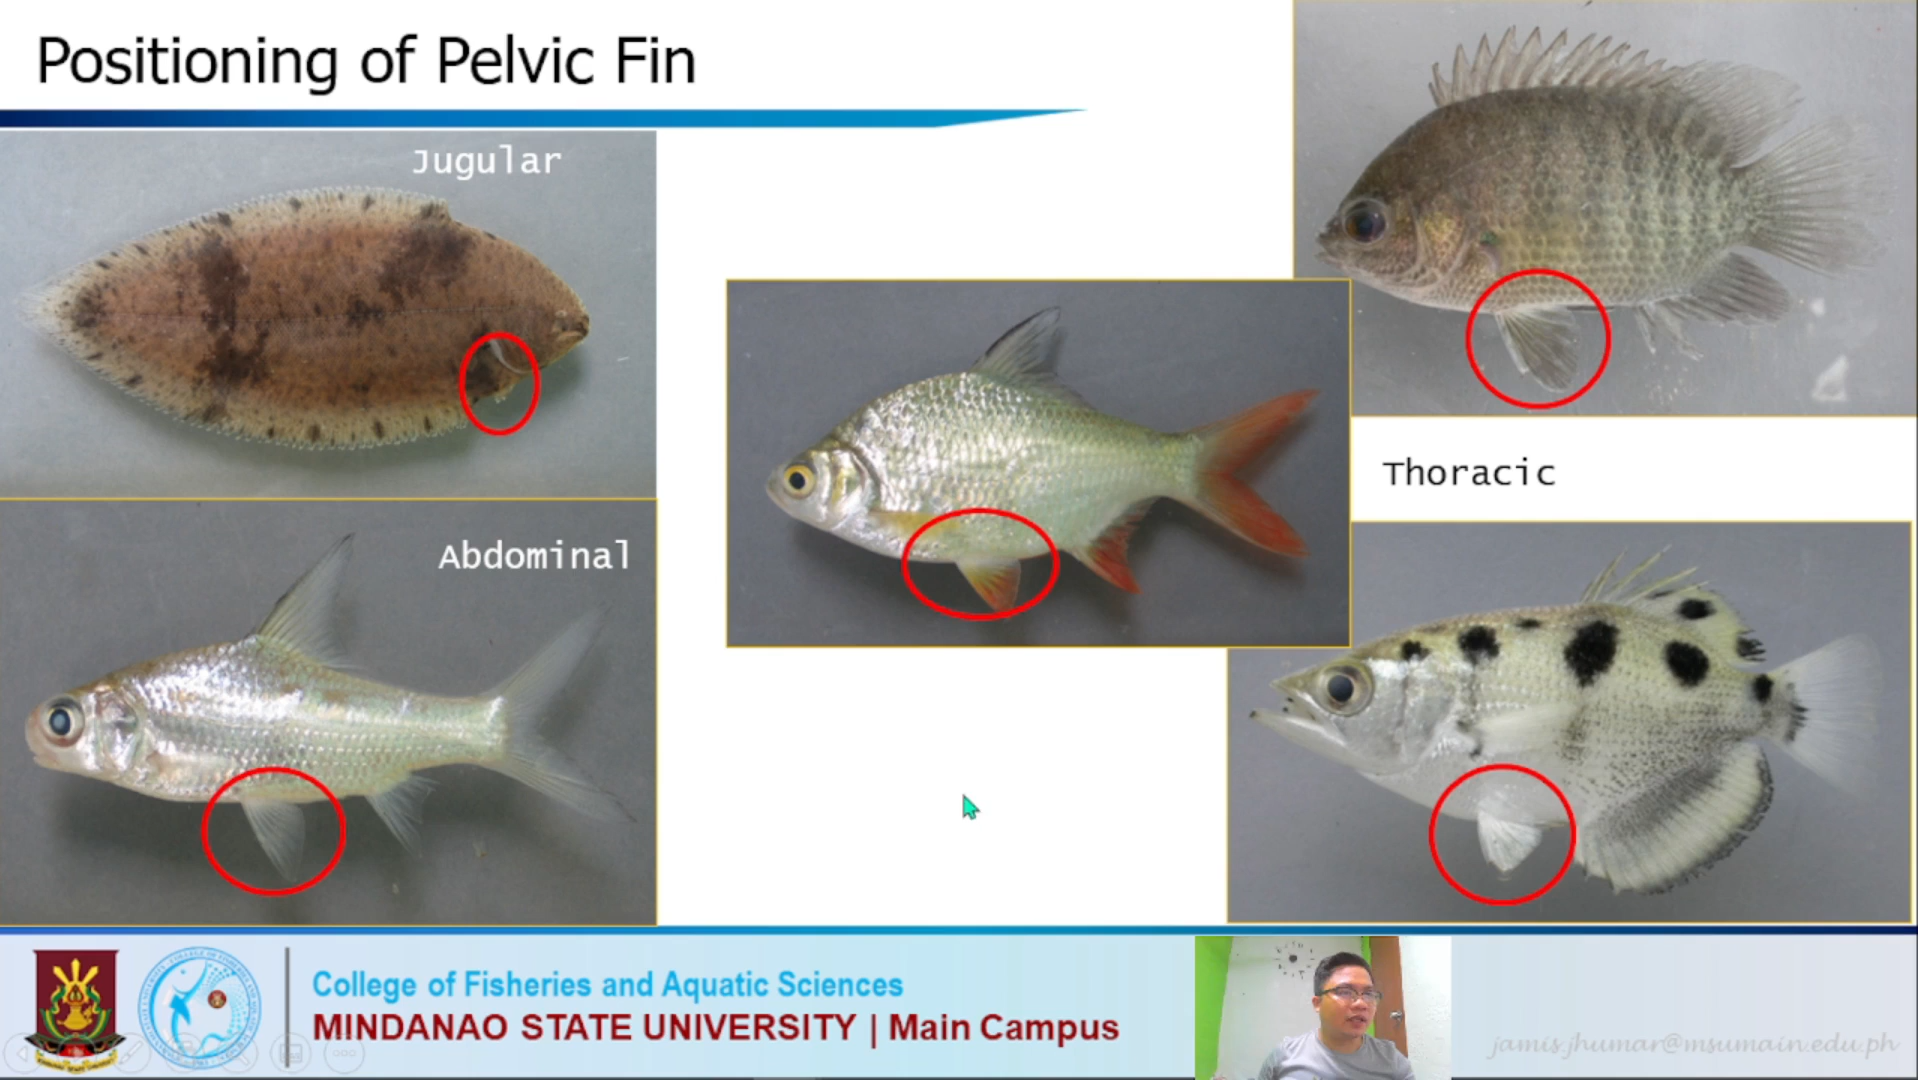 Positioning of Pelvic Fin
Jugular
Abdominal
Thoracic
College of Fisheries and Aquatic Sciences
MINDANAO STATE UNIVERSITY | Main Campus
jamis.jhumar@msumain.edu.ph